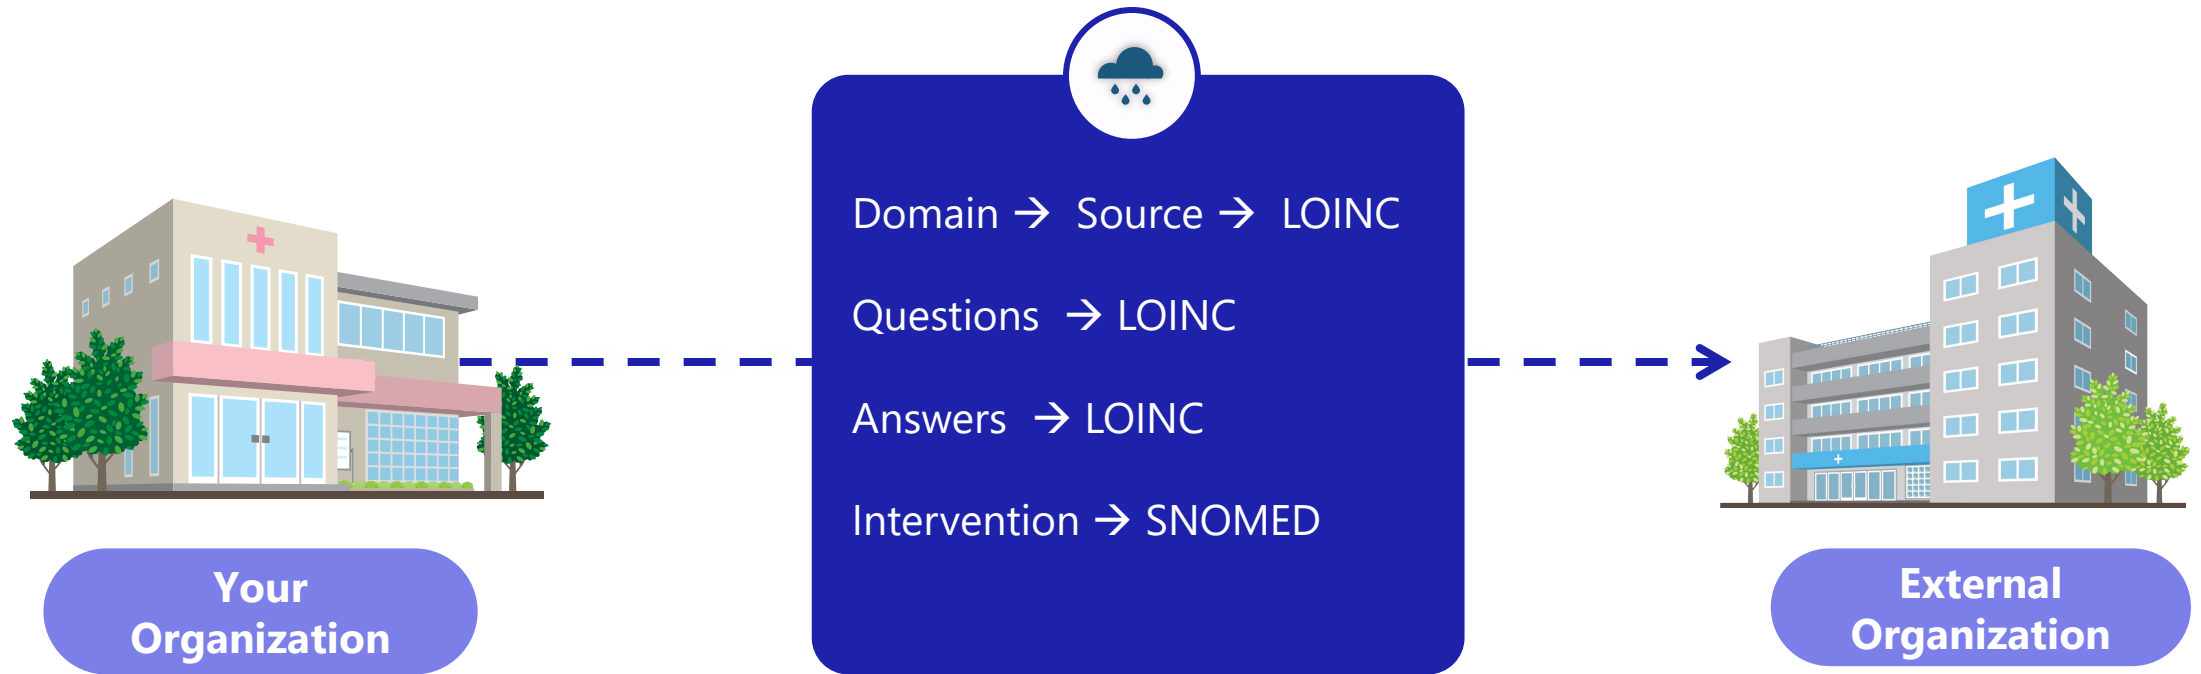 Domain → Source → LOINC
Questions → LOINC
Answers → LOINC
Intervention → SNOMED
Your
Organization
External
Organization